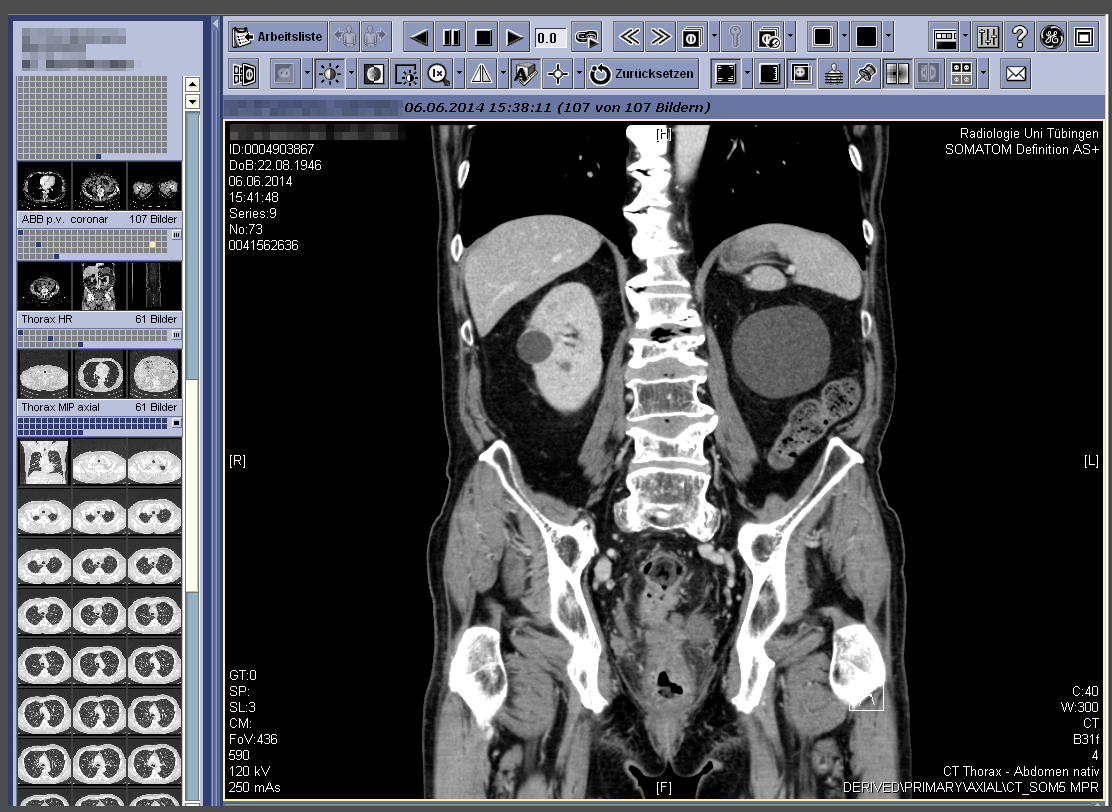 Arbeitsliste
0.0
Zurücksetzen
06.06.2014 15:38:11 (107 von 107 Bildern)
ABB p.v. coronar 107 Bilder
Thorax HR 61 Bilder
Thorax MIP axial 61 Bilder
[H]
ID:0004903867
DoB:22.08.1946
06.06.2014
15:41:48
Series:9
No:73
0041562636
Radiologie Uni Tübingen
SOMATOM Definition AS+
[R]
[L]
GT:0
SP:
SL:3
CM:
FoV:436
590
120 kV
250 mAs
[F]
C:40
W:300
CT
B31f
4
CT Thorax - Abdomen nativ
DERIVED\PRIMARY\AXIAL\CT_SOM5 MPR